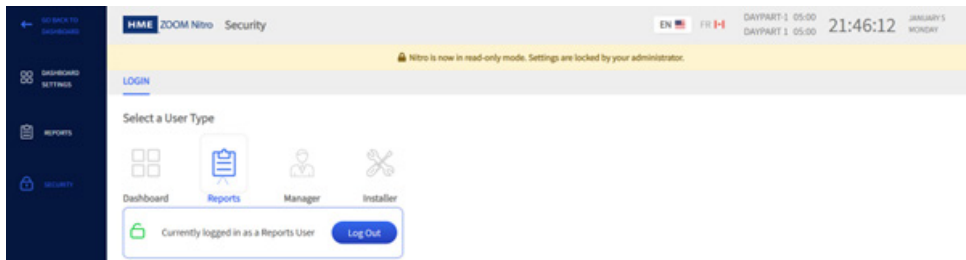 GO BACK TO
DASHBOARD
HME ZOOM Nitro Security
EN FR
DAYPART-1 05:00
DAYPART 1 05:00
21:46:12
JANUARY 5
MONDAY
Nitro is now in read-only mode. Settings are locked by your administrator.
DASHBOARD
SETTINGS
LOGIN
Select a User Type
REPORTS
SECURITY
Dashboard Reports Manager Installer
Currently logged in as a Reports User Log Out